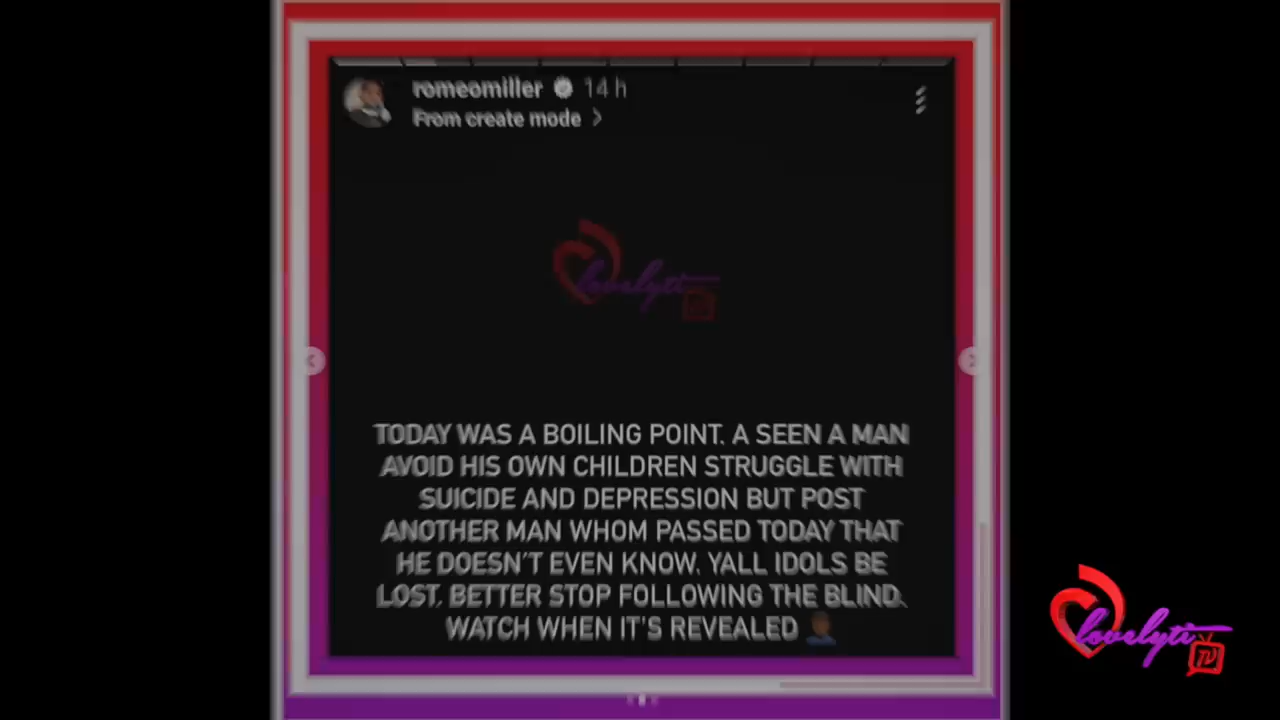 romeomiller 14 h
From create mode >
lovelyti
TODAY WAS A BOILING POINT. A SEEN A MAN
AVOID HIS OWN CHILDREN STRUGGLE WITH
SUICIDE AND DEPRESSION BUT POST
ANOTHER MAN WHOM PASSED TODAY THAT
HE DOESN'T EVEN KNOW. YALL IDOLS BE
LOST. BETTER STOP FOLLOWING THE BLIND.
WATCH WHEN IT'S REVEALED
lovelyti
TV